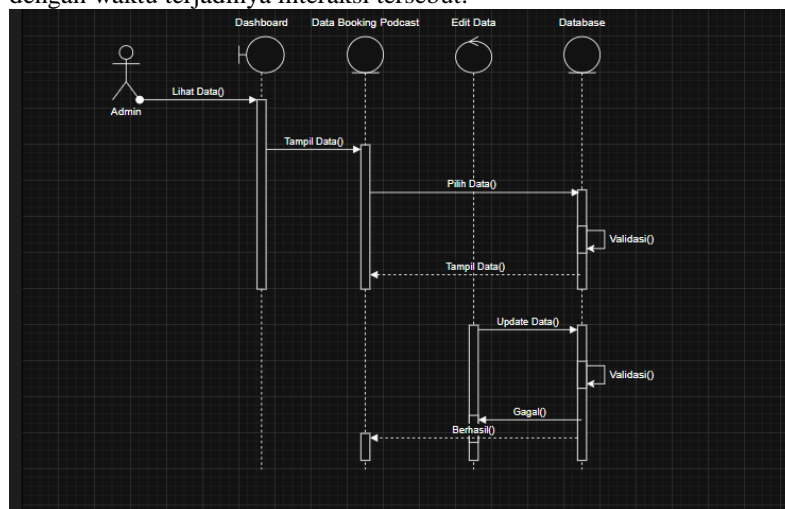 dengan waktu terjadinya interaksi tersebut.
Dashboard Data Booking Podcast Edit Data Database
Lihat Data()
Admin
Tampil Data()
Pilih Data()
Validasi()
Tampil Data()
Update Data()
Validasi()
Gagal()
Berhasil()